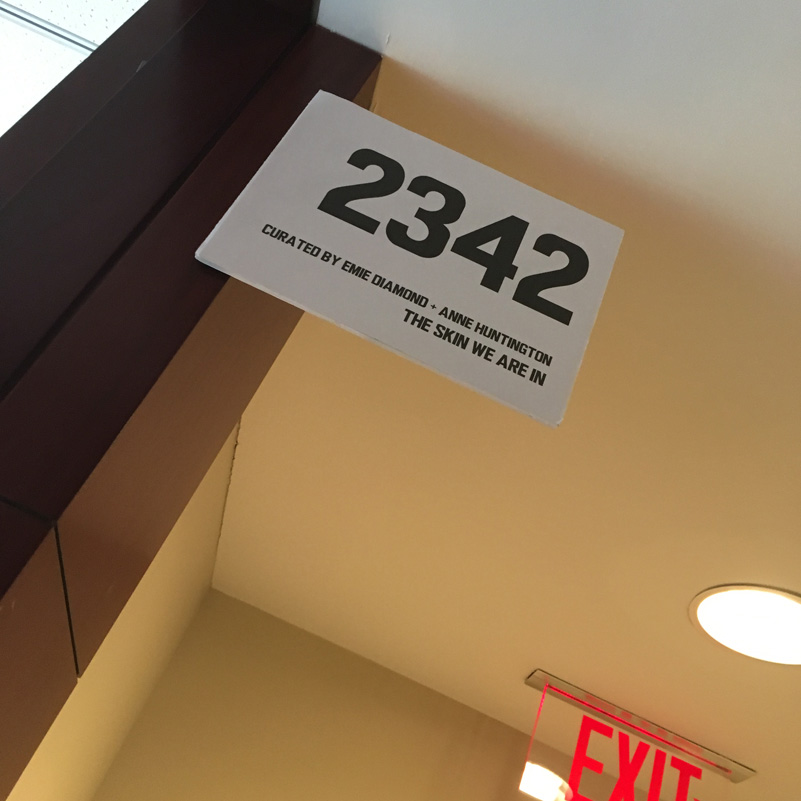 2342
CURATED BY EMIE DIAMOND + ANNE HUNTINGTON
THE SKIN WE ARE IN
EXIT